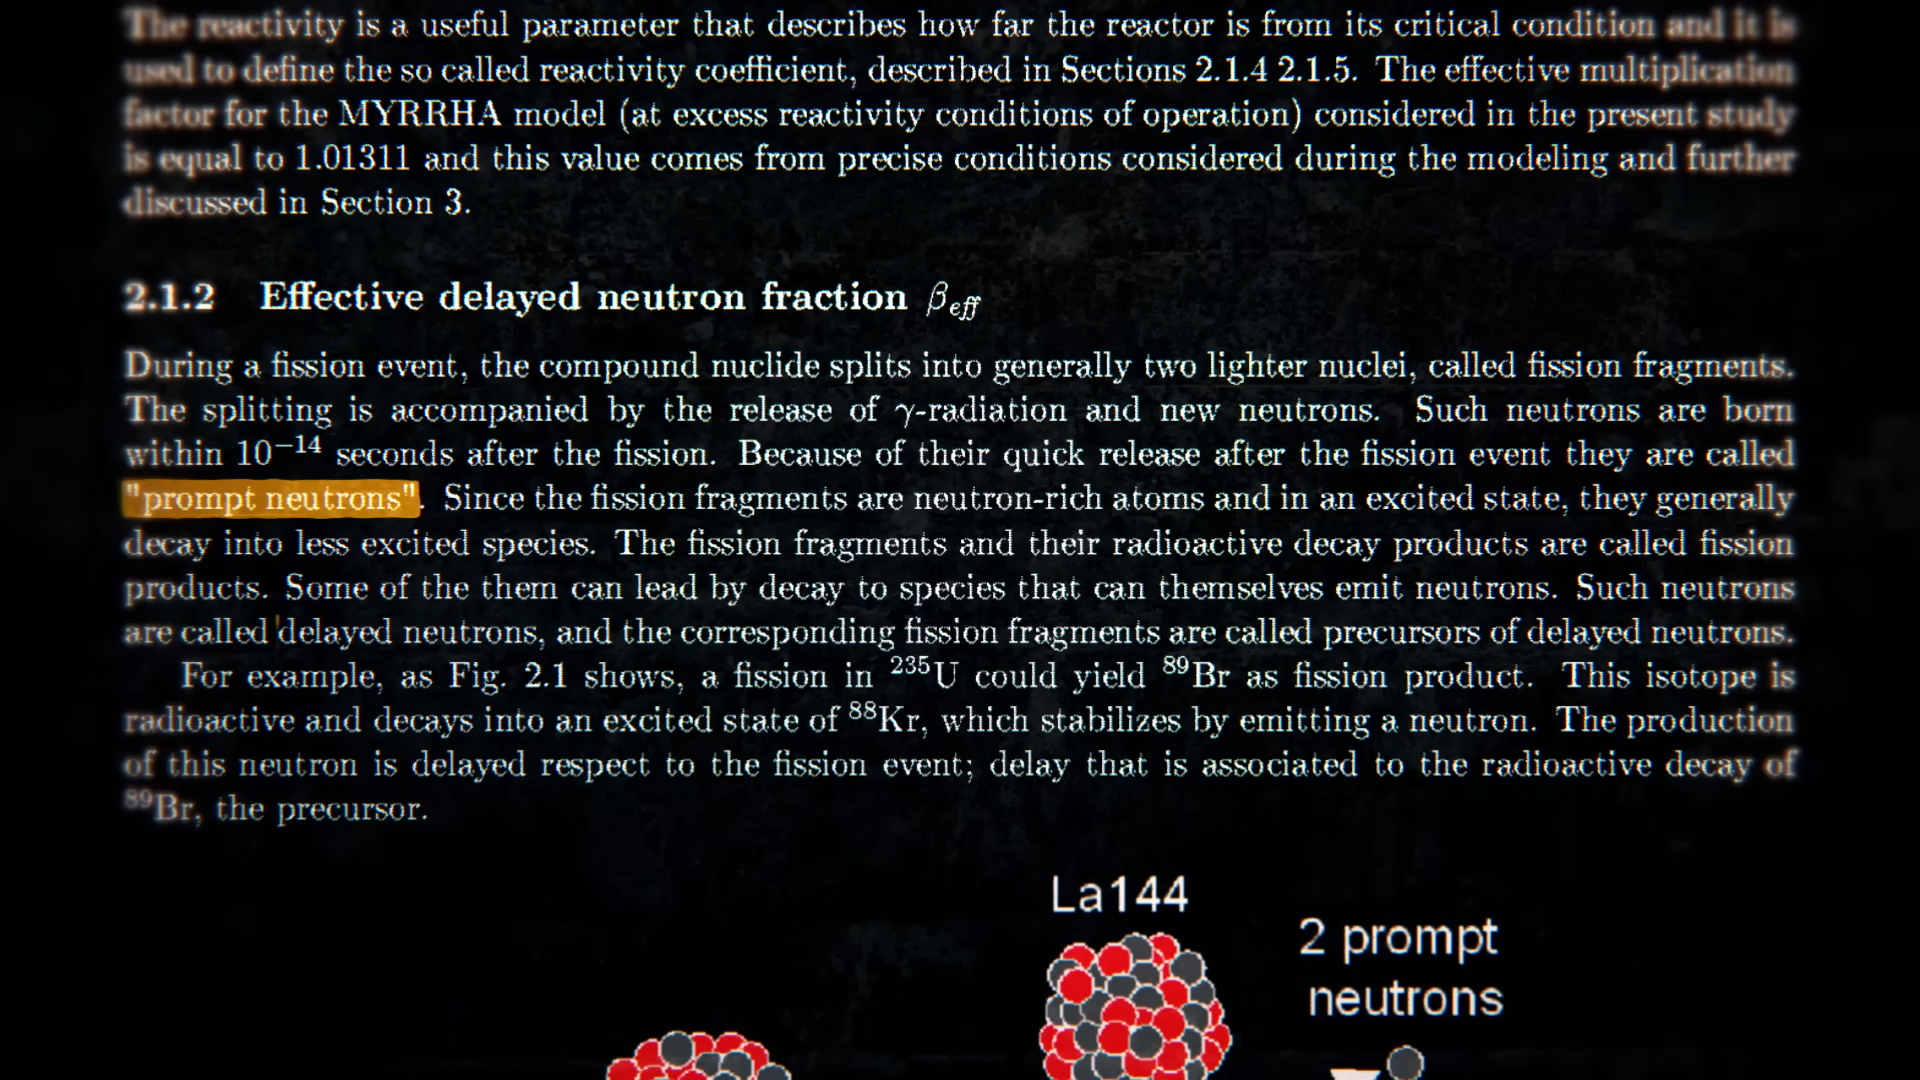 The reactivity is a useful parameter that describes how far the reactor is from its critical condition and it is
used to define the so called reactivity coefficient, described in Sections 2.1.4 2.1.5. The effective multiplication
factor for the MYRRHA model (at excess reactivity conditions of operation) considered in the present study
is equal to 1.01311 and this value comes from precise conditions considered during the modeling and further
discussed in Section 3.
2.1.2 Effective delayed neutron fraction βeff
During a fission event, the compound nuclide splits into generally two lighter nuclei, called fission fragments.
The splitting is accompanied by the release of γ-radiation and new neutrons. Such neutrons are born
within 10⁻¹⁴ seconds after the fission. Because of their quick release after the fission event they are called
"prompt neutrons". Since the fission fragments are neutron-rich atoms and in an excited state, they generally
decay into less excited species. The fission fragments and their radioactive decay products are called fission
products. Some of the them can lead by decay to species that can themselves emit neutrons. Such neutrons
are called delayed neutrons, and the corresponding fission fragments are called precursors of delayed neutrons.
For example, as Fig. 2.1 shows, a fission in ²³⁵U could yield ⁸⁹Br as fission product. This isotope is
radioactive and decays into an excited state of ⁸⁸Kr, which stabilizes by emitting a neutron. The production
of this neutron is delayed respect to the fission event; delay that is associated to the radioactive decay of
⁸⁹Br, the precursor.
La144
2 prompt
neutrons